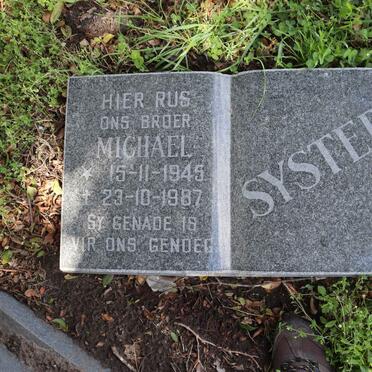 HIER RUS
ONS BROER
MICHAEL
* 15-11-1945
† 23-10-1987
SY GENADE IS
VIR ONS GENOEG
SYSTE